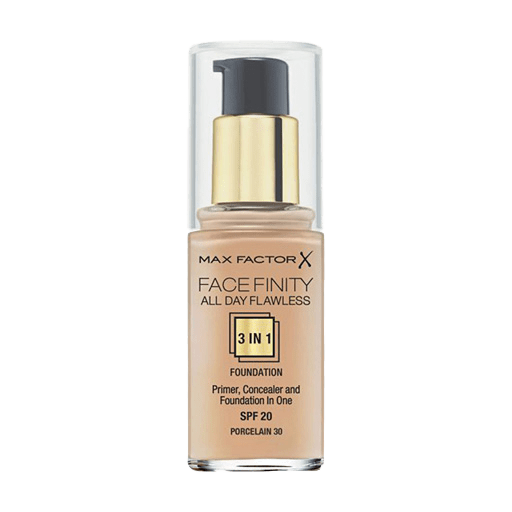 MAX FACTOR X
FACE FINITY
ALL DAY FLAWLESS
3 IN 1
FOUNDATION
Primer, Concealer and
Foundation In One
SPF 20
PORCELAIN 30